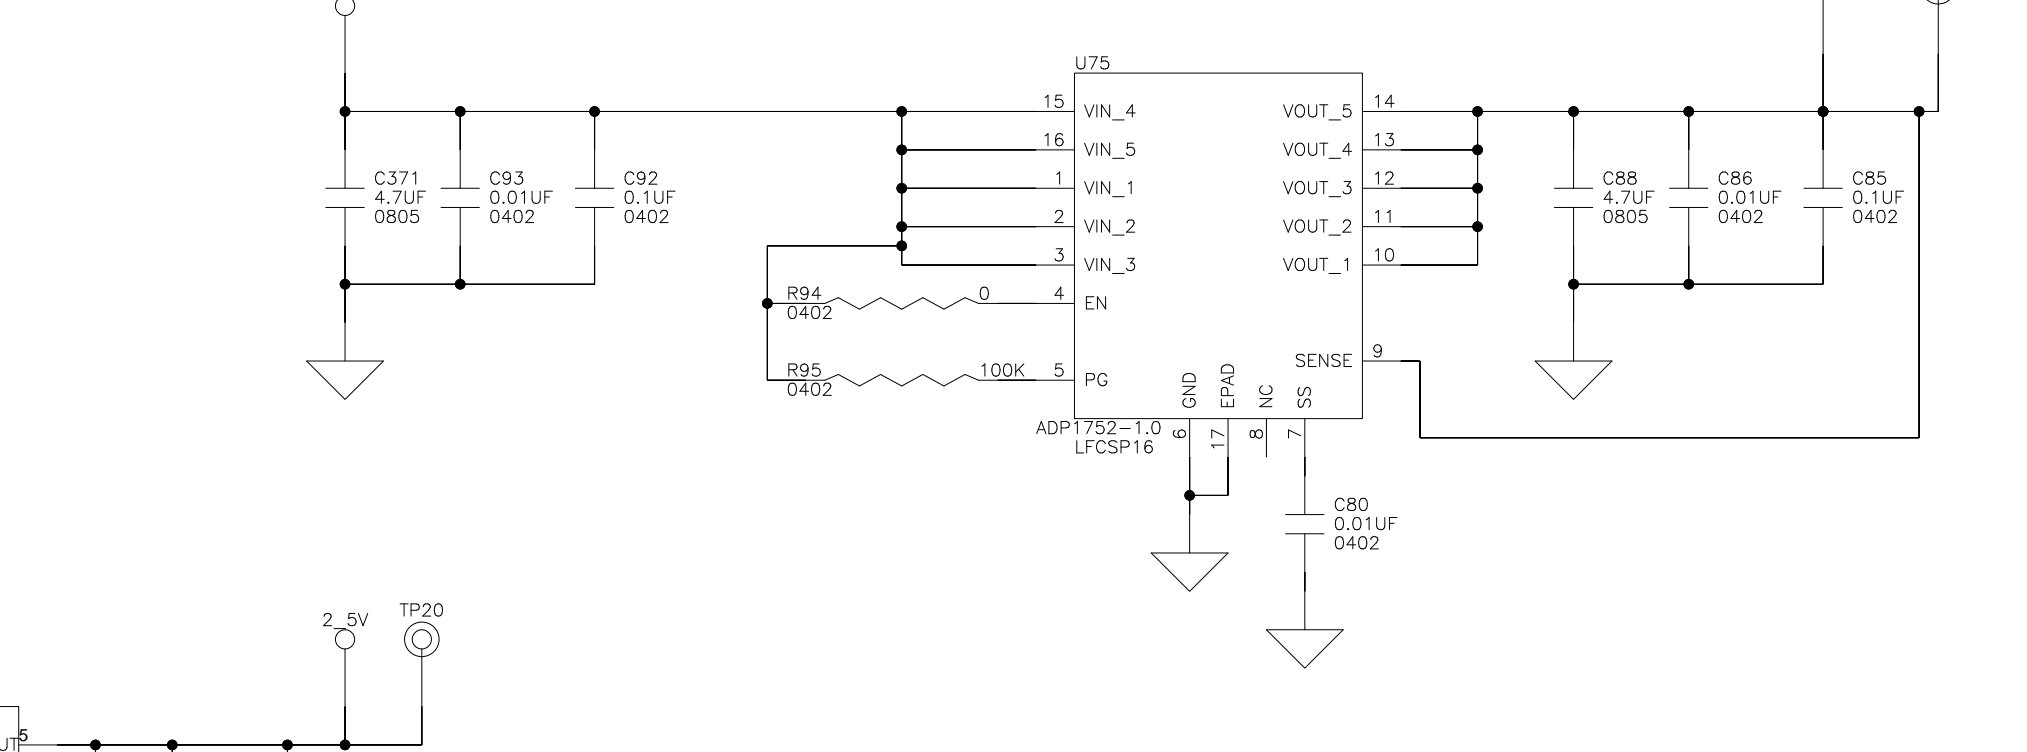 U75
15
VIN_4
VOUT_5
14
16
VIN_5
VOUT_4
13
1
VIN_1
VOUT_3
12
2
VIN_2
VOUT_2
11
3
VIN_3
VOUT_1
10
C371
4.7UF
0805
C93
0.01UF
0402
C92
0.1UF
0402
C88
4.7UF
0805
C86
0.01UF
0402
C85
0.1UF
0402
R94
0402
0
4
EN
R95
0402
100K
5
PG
SENSE
9
GND
EPAD
NC
SS
6
17
8
7
ADP1752-1.0
LFCSP16
C80
0.01UF
0402
2_5V
TP20
5
UT